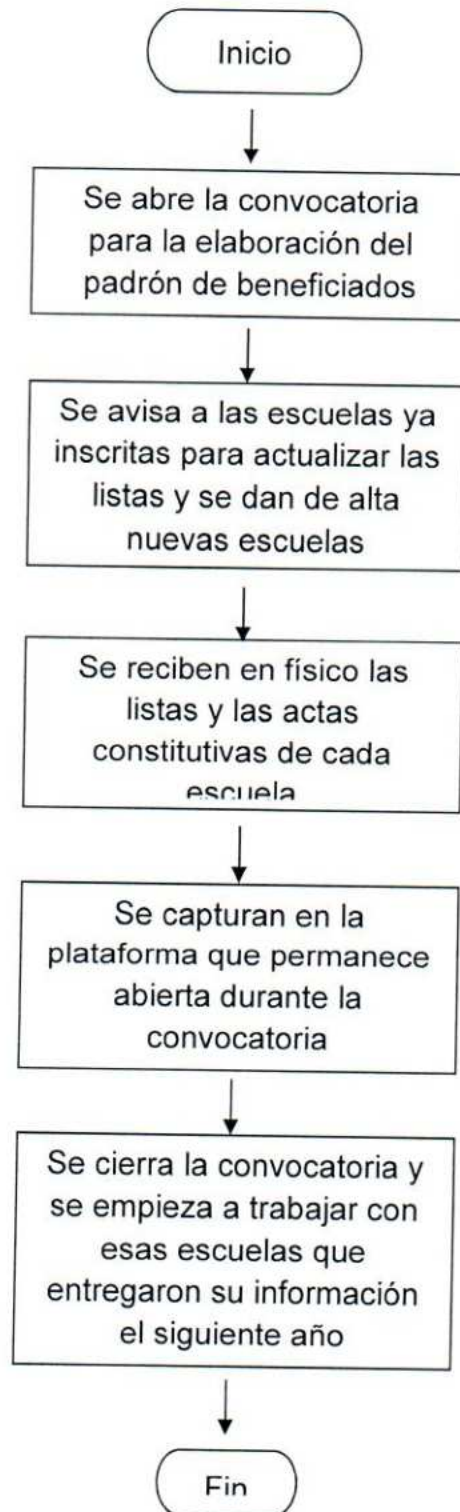 Inicio
Se abre la convocatoria
para la elaboración del
padrón de beneficiados
Se avisa a las escuelas ya
inscritas para actualizar las
listas y se dan de alta
nuevas escuelas
Se reciben en físico las
listas y las actas
constitutivas de cada
escuela
Se capturan en la
plataforma que permanece
abierta durante la
convocatoria
Se cierra la convocatoria y
se empieza a trabajar con
esas escuelas que
entregaron su información
el siguiente año
Fin